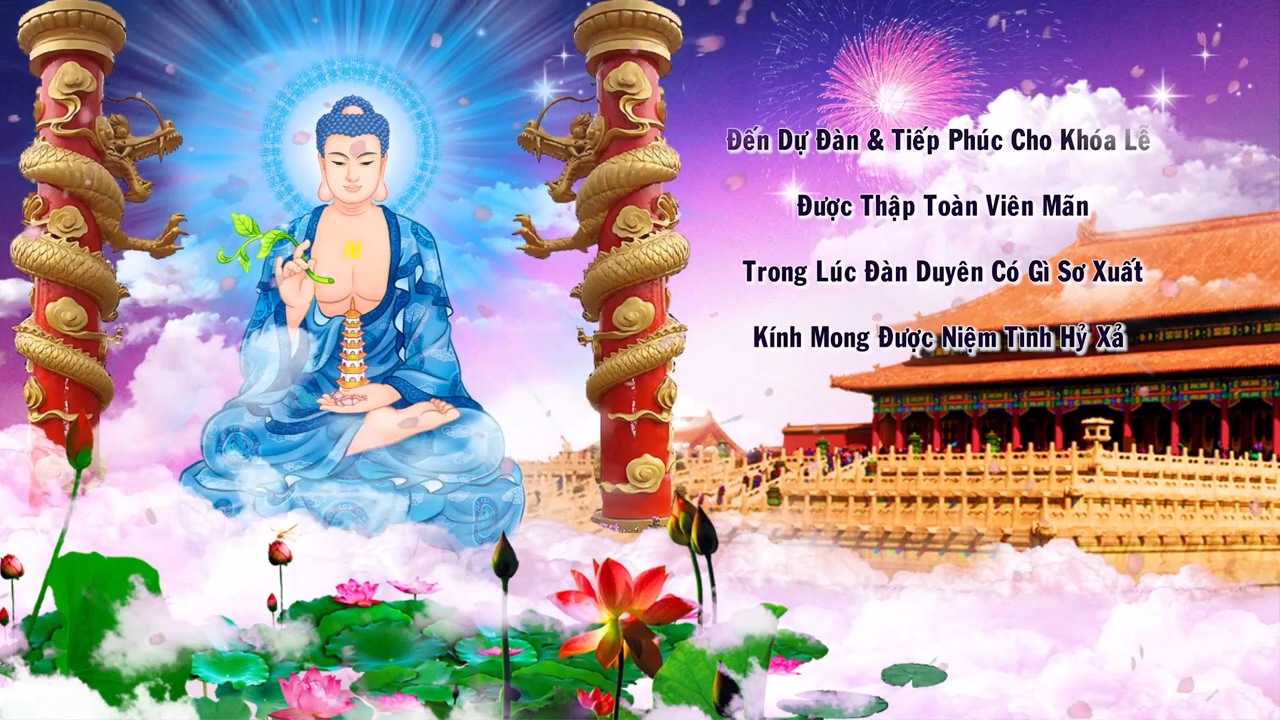 Đến Dự Đàn & Tiếp Phúc Cho Khóa Lễ
Được Thập Toàn Viên Mãn
Trong Lúc Đàn Duyên Có Gì Sơ Xuất
Kính Mong Được Niệm Tình Hỷ Xả